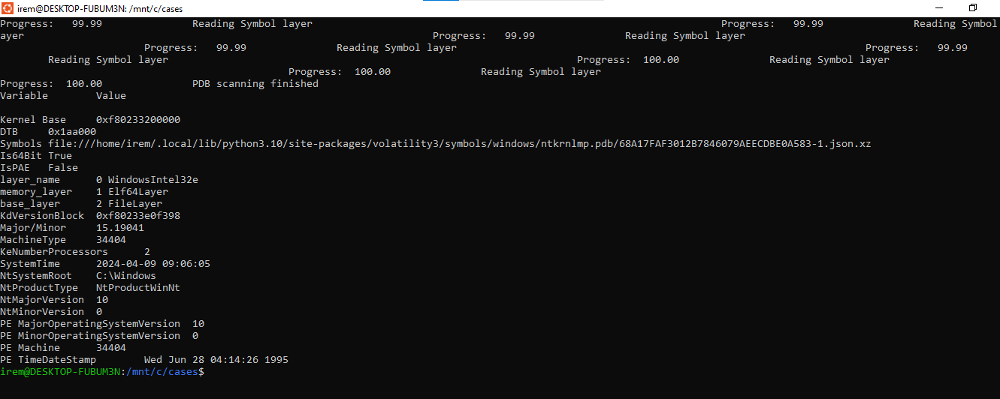 irem@DESKTOP-FUBUM3N: /mnt/c/cases
Progress:   99.99               Reading Symbol layer                                                                    Progress:   99.99               Reading Symbol l
ayer                                                                    Progress:   99.99               Reading Symbol layer
                        Progress:   99.99               Reading Symbol layer                                                                    Progress:   99.99
        Reading Symbol layer                                                                    Progress:  100.00               Reading Symbol layer
                                                Progress:  100.00               Reading Symbol layer
Progress:  100.00               PDB scanning finished
Variable        Value

Kernel Base     0xf80233200000
DTB     0x1aa000
Symbols file:///home/irem/.local/lib/python3.10/site-packages/volatility3/symbols/windows/ntkrnlmp.pdb/68A17FAF3012B7846079AEECDBE0A583-1.json.xz
Is64Bit True
IsPAE   False
layer_name      0 WindowsIntel32e
memory_layer    1 Elf64Layer
base_layer      2 FileLayer
KdVersionBlock  0xf80233e0f398
Major/Minor     15.19041
MachineType     34404
KeNumberProcessors      2
SystemTime      2024-04-09 09:06:05
NtSystemRoot    C:\Windows
NtProductType   NtProductWinNt
NtMajorVersion  10
NtMinorVersion  0
PE MajorOperatingSystemVersion  10
PE MinorOperatingSystemVersion  0
PE Machine      34404
PE TimeDateStamp        Wed Jun 28 04:14:26 1995
irem@DESKTOP-FUBUM3N:/mnt/c/cases$